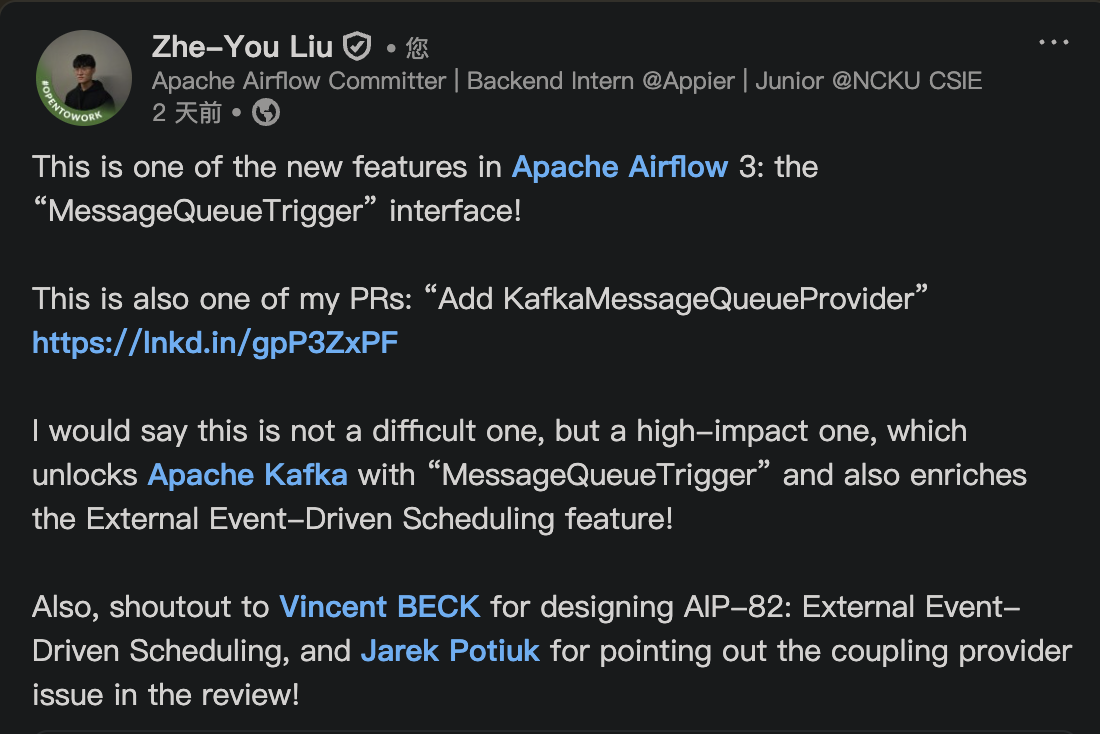 Zhe-You Liu • 您
Apache Airflow Committer | Backend Intern @Appier | Junior @NCKU CSIE
2 天前 •
#OPENTOWORK
This is one of the new features in Apache Airflow 3: the
“MessageQueueTrigger” interface!
This is also one of my PRs: “Add KafkaMessageQueueProvider”
https://lnkd.in/gpP3ZxPF
I would say this is not a difficult one, but a high-impact one, which
unlocks Apache Kafka with “MessageQueueTrigger” and also enriches
the External Event-Driven Scheduling feature!
Also, shoutout to Vincent BECK for designing AIP-82: External Event-
Driven Scheduling, and Jarek Potiuk for pointing out the coupling provider
issue in the review!